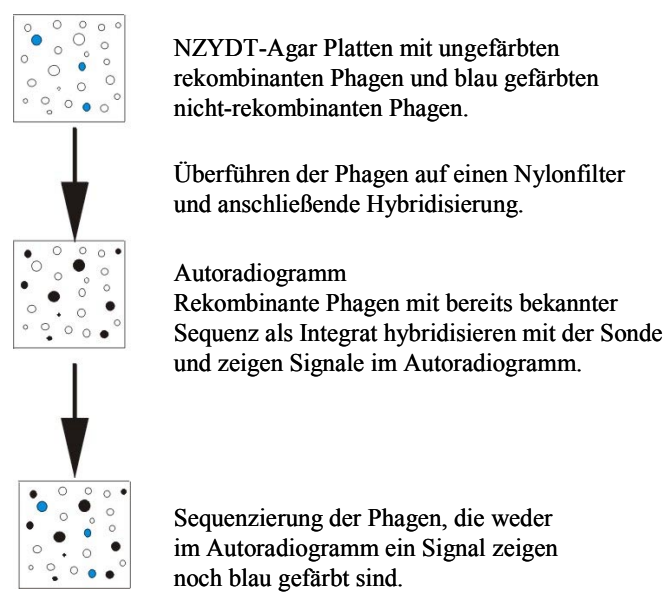 NZYDT-Agar Platten mit ungefärbten
rekombinanten Phagen und blau gefärbten
nicht-rekombinanten Phagen.
Überführen der Phagen auf einen Nylonfilter
und anschließende Hybridisierung.
Autoradiogramm
Rekombinante Phagen mit bereits bekannter
Sequenz als Integrat hybridisieren mit der Sonde
und zeigen Signale im Autoradiogramm.
Sequenzierung der Phagen, die weder
im Autoradiogramm ein Signal zeigen
noch blau gefärbt sind.